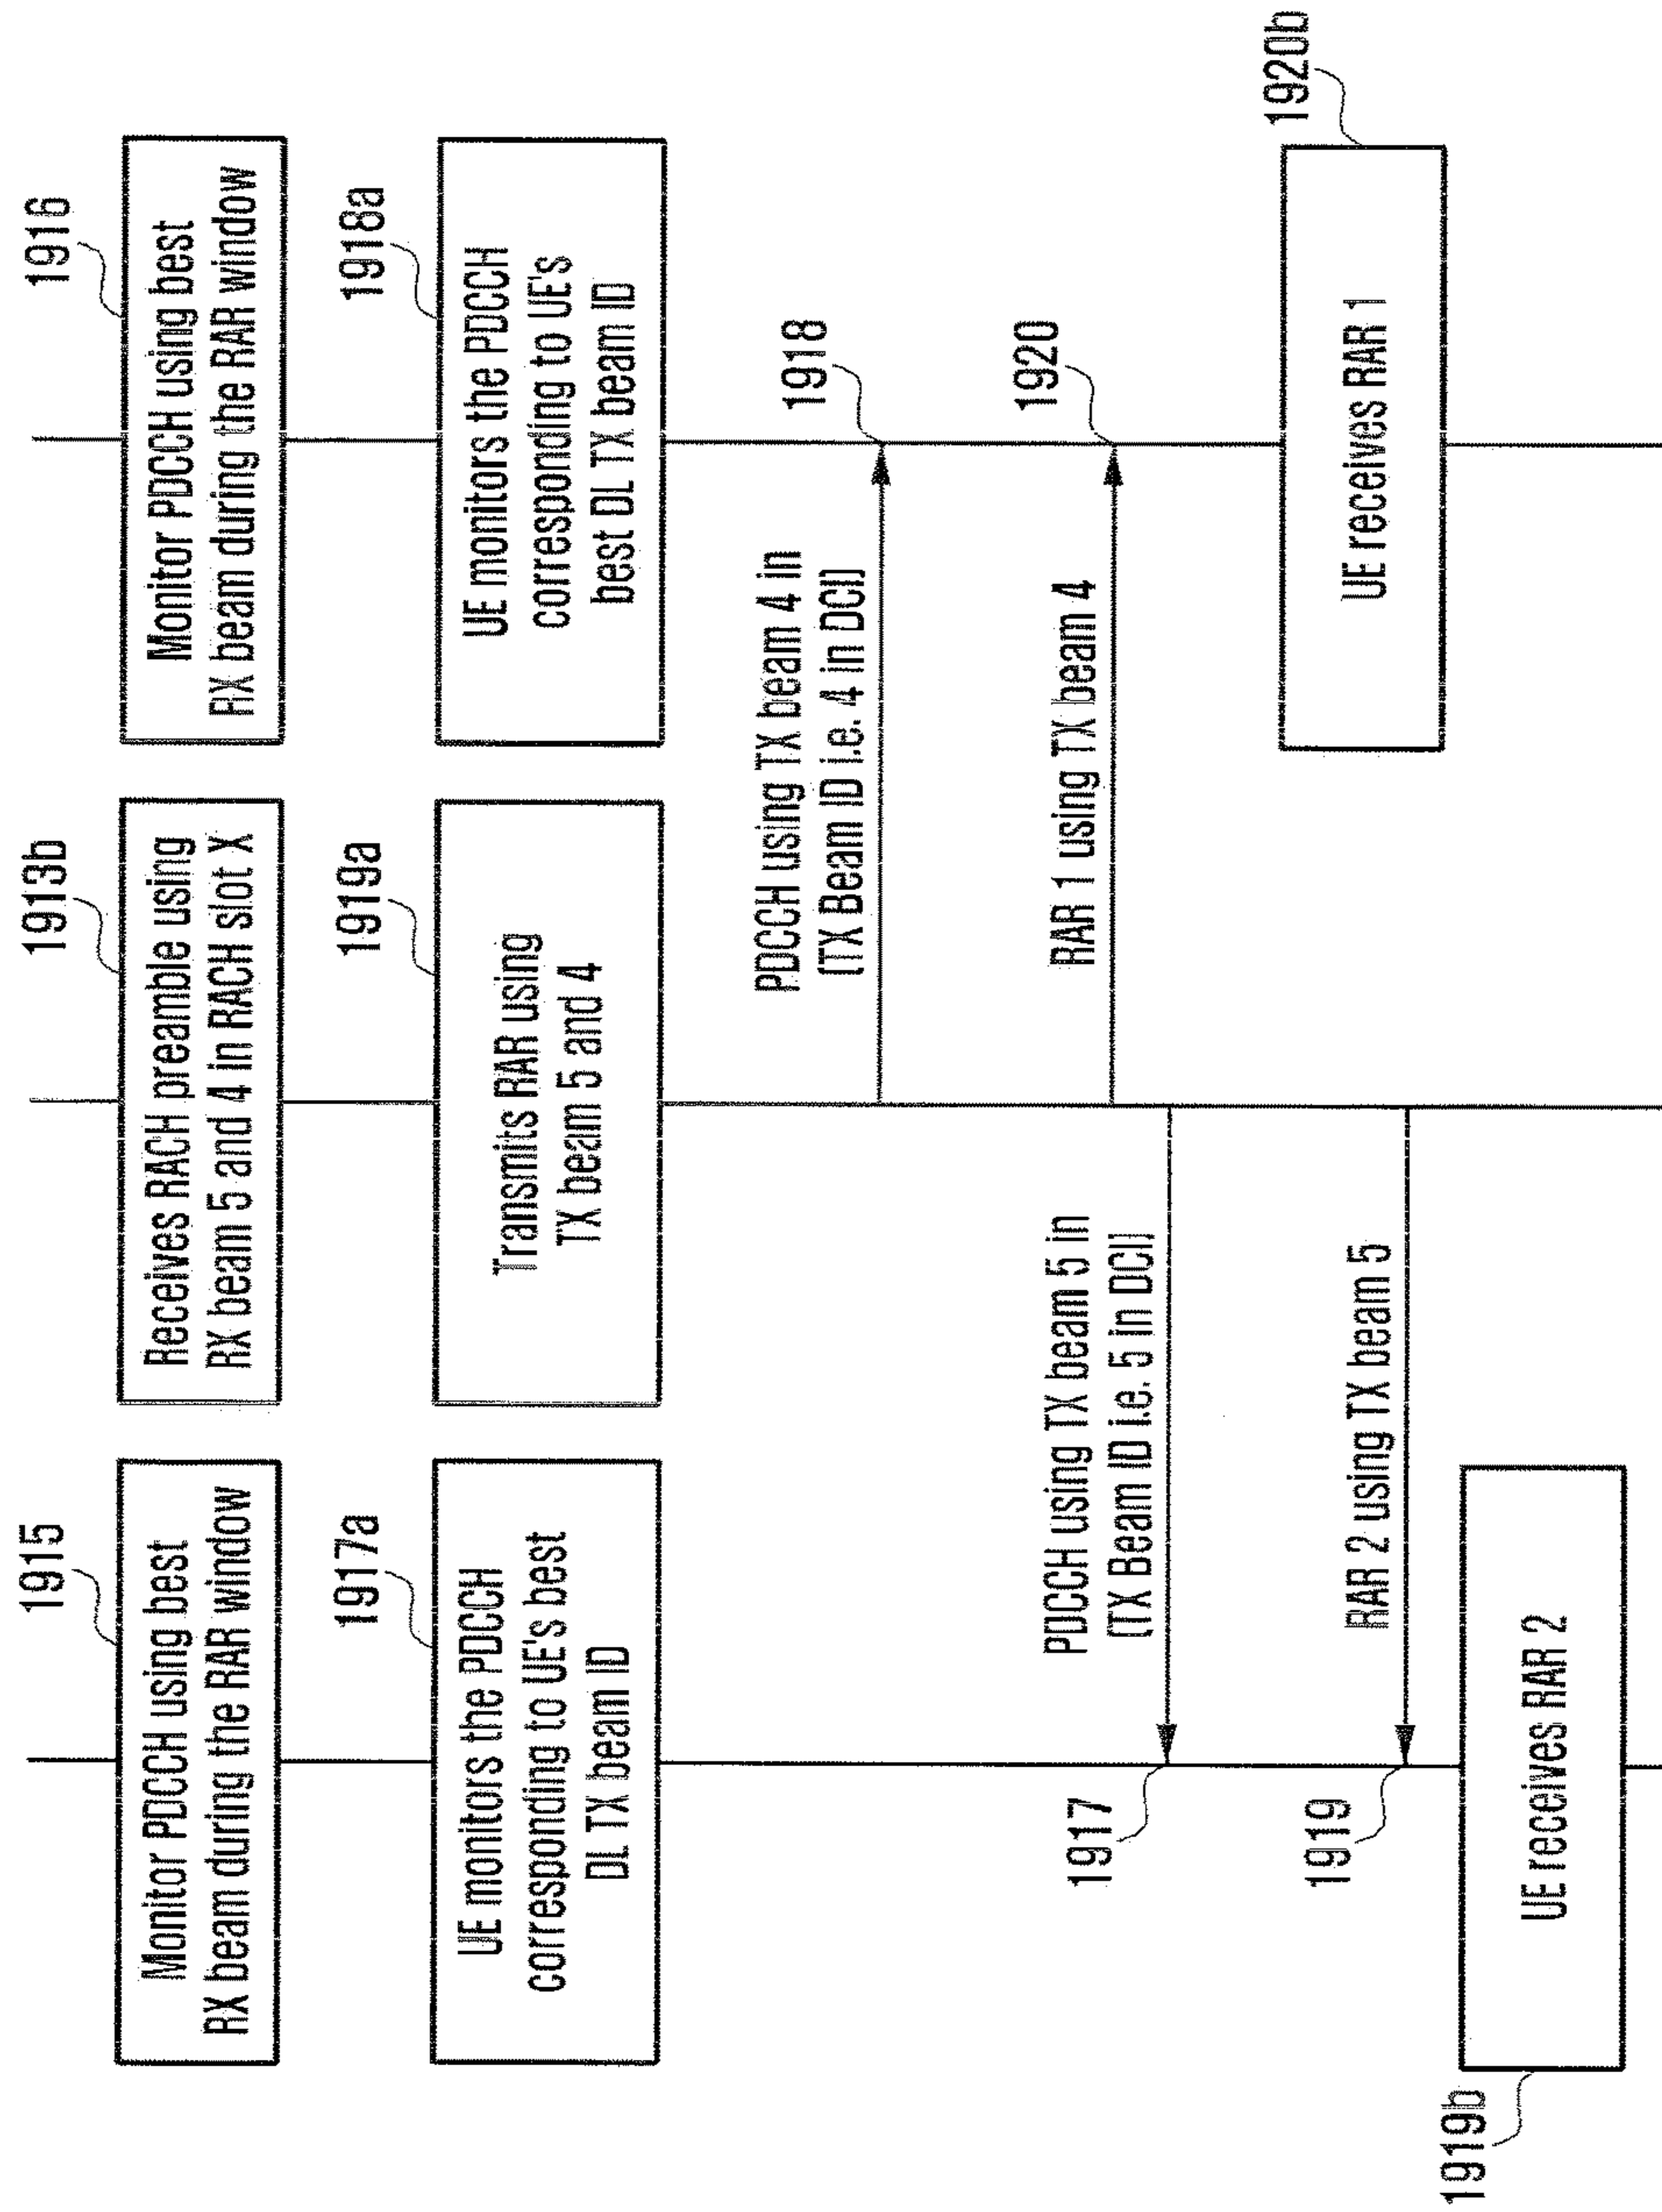 1915
Monitor PDCCH using best
RX beam during the RAR window
1913b
Receives RACH preamble using
RX beam 5 and 4 in RACH slot X
1916
Monitor PDCCH using best
RX beam during the RAR window
1917a
UE monitors the PDCCH
corresponding to UE's best
DL TX beam ID
1919a
Transmits RAR using
TX beam 5 and 4
1918a
UE monitors the PDCCH
corresponding to UE's
best DL TX beam ID
PDCCH using TX beam 4 in
(TX Beam ID i.e. 4 in DCI)
1918
RAR 1 using TX beam 4
1920
PDCCH using TX beam 5 in
(TX Beam ID i.e. 5 in DCI)
1917
RAR 2 using TX beam 5
1919
UE receives RAR 1
1920b
UE receives RAR 2
1919b